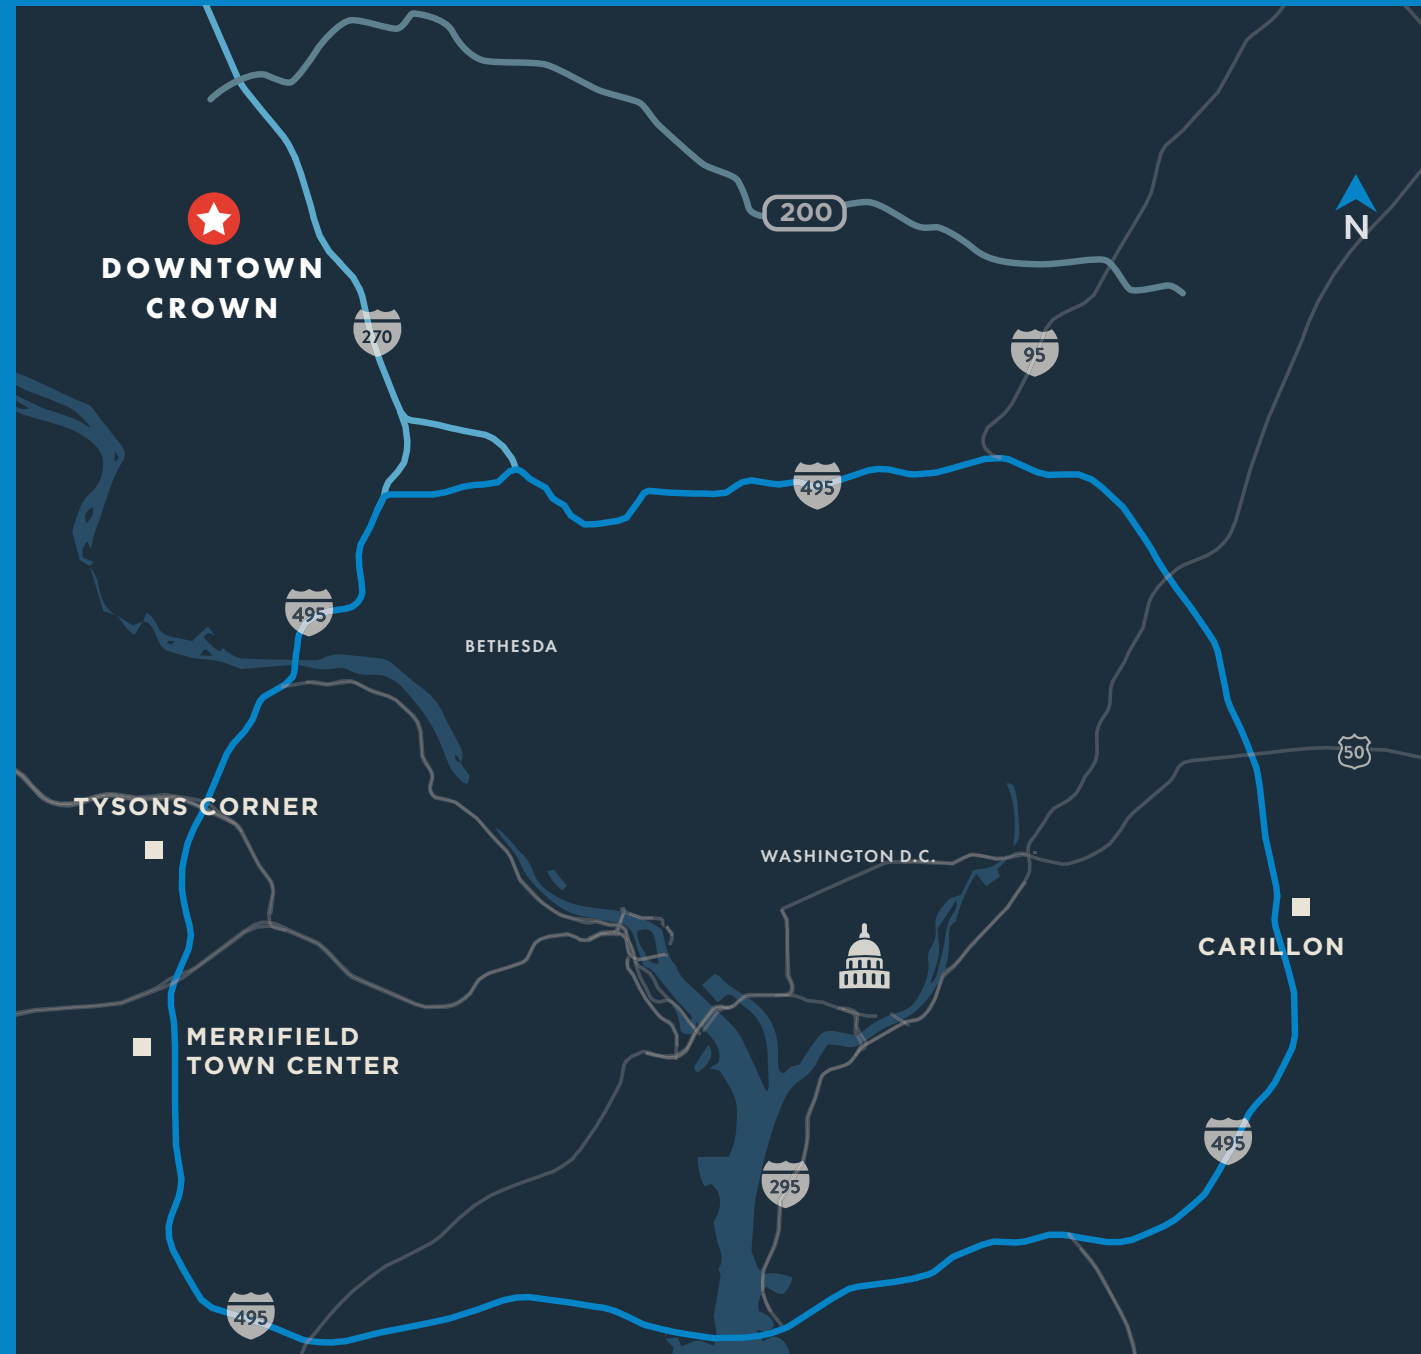 200
N
DOWNTOWN
CROWN
270
95
495
495
BETHESDA
50
TYSONS CORNER
WASHINGTON D.C.
CARILLON
MERRIFIELD
TOWN CENTER
495
295
495